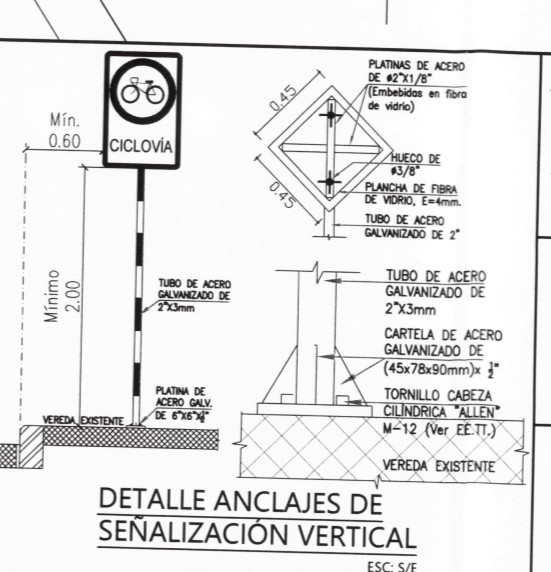 CICLOVÍA
Mín.
0.60
Mínimo
2.00
TUBO DE ACERO
GALVANIZADO DE
2"X3mm
PLATINA DE
ACERO GALV.
DE 6"X6"X¼"
VEREDA EXISTENTE
0.45
0.45
PLATINAS DE ACERO
DE ø2"X1/8"
(Embebidas en fibra
de vidrio)
HUECO DE
ø3/8"
PLANCHA DE FIBRA
DE VIDRIO, E=4mm.
TUBO DE ACERO
GALVANIZADO DE 2"
TUBO DE ACERO
GALVANIZADO DE
2"X3mm
CARTELA DE ACERO
GALVANIZADO DE
(45x78x90mm)x ½"
TORNILLO CABEZA
CILÍNDRICA "ALLEN"
M-12 (Ver EE.TT.)
VEREDA EXISTENTE
DETALLE ANCLAJES DE
SEÑALIZACIÓN VERTICAL
ESC: S/E